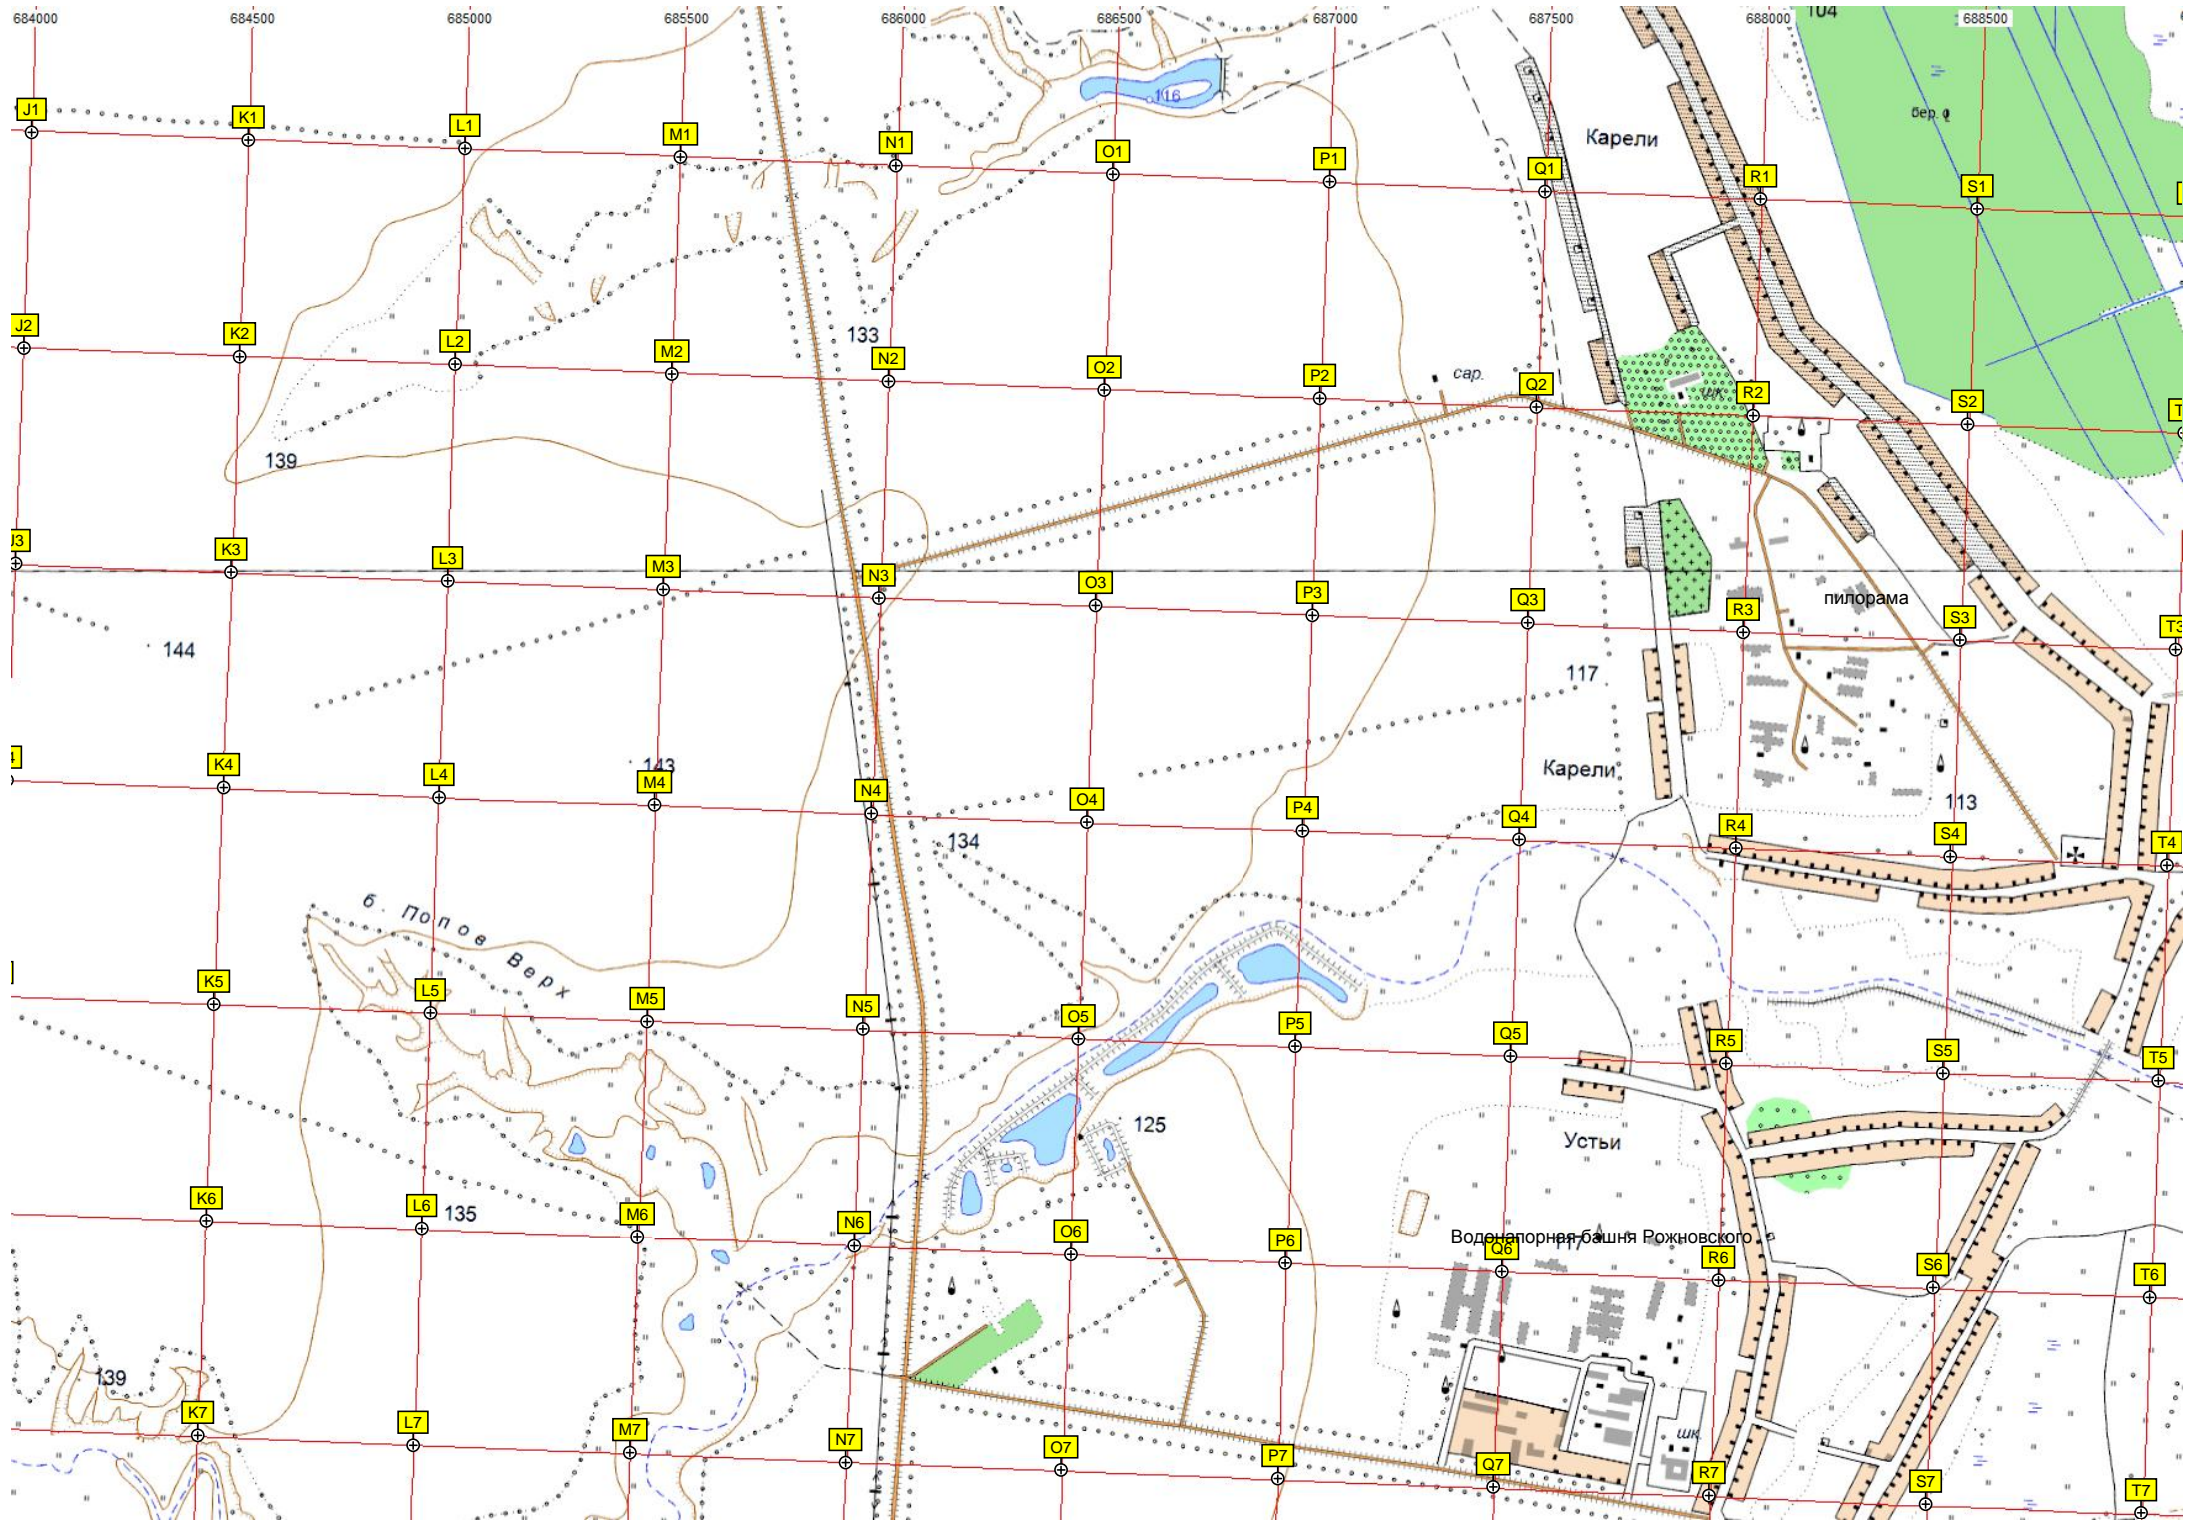 684000 684500 685000 685500 686000 686500 687000 687500 688000 688500
104
116
бер. ф
Карели
J1 K1 L1 M1 N1 O1 P1 Q1 R1 S1
133
J2 K2 L2 M2 N2 O2 P2 Q2 R2 S2 T
сар.
шк.
139
J3 K3 L3 M3 N3 O3 P3 Q3 R3 S3 T3
пилорама
144
117
143
Карели
113
4 K4 L4 M4 N4 O4 P4 Q4 R4 S4 T4
134
б. Попов Верх
K5 L5 M5 N5 O5 P5 Q5 R5 S5 T5
125
Устьи
135
K6 L6 M6 N6 O6 P6 Q6 R6 S6 T6
Водонапорная башня Рожновского
117
139
шк.
K7 L7 M7 N7 O7 P7 Q7 R7 S7 T7